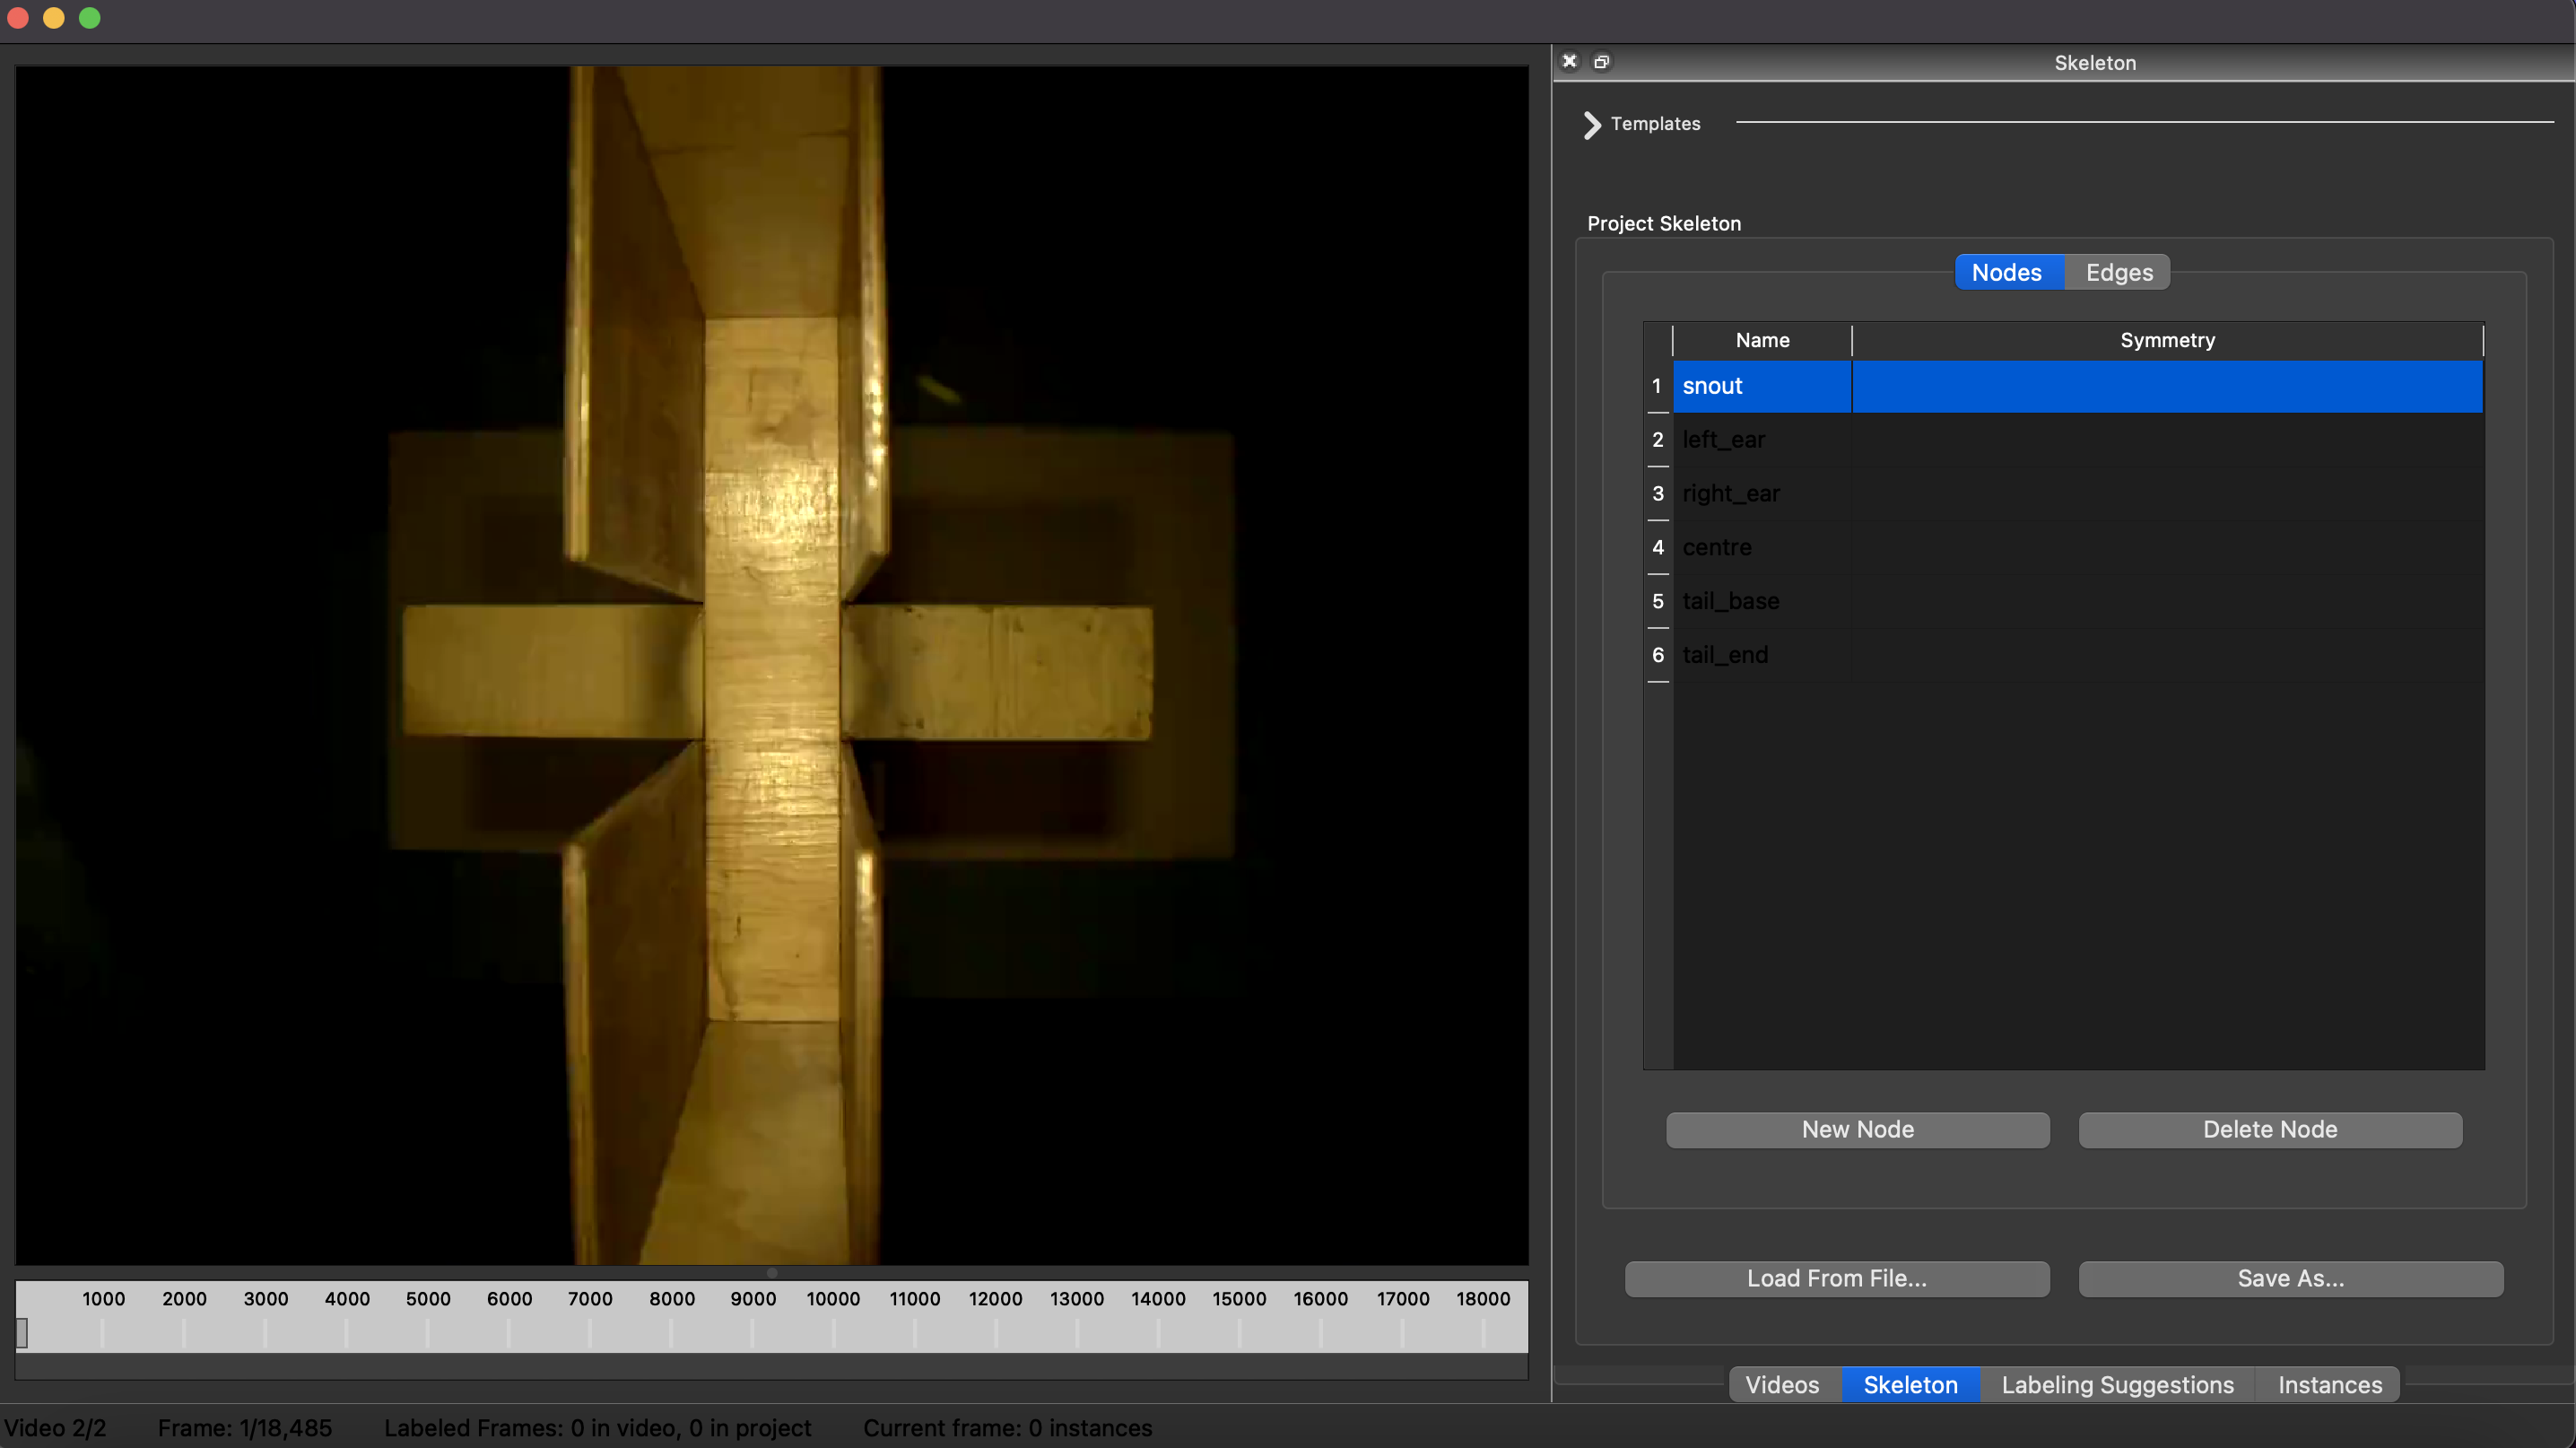 Skeleton
Templates
Project Skeleton
Nodes Edges
Name Symmetry
1 snout
2 left_ear
3 right_ear
4 centre
5 tail_base
6 tail_end
New Node Delete Node
Load From File... Save As...
1000 2000 3000 4000 5000 6000 7000 8000 9000 10000 11000 12000 13000 14000 15000 16000 17000 18000
Videos Skeleton Labeling Suggestions Instances
Video 2/2 Frame: 1/18,485 Labeled Frames: 0 in video, 0 in project Current frame: 0 instances